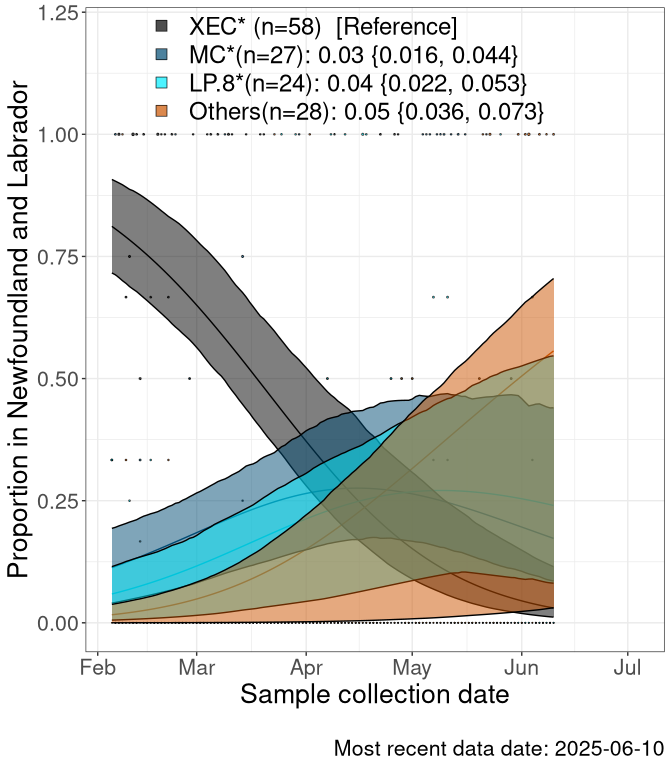 XEC* (n=58)  [Reference]
MC*(n=27): 0.03 {0.016, 0.044}
LP.8*(n=24): 0.04 {0.022, 0.053}
Others(n=28): 0.05 {0.036, 0.073}
1.25
1.00
0.75
0.50
0.25
0.00
Proportion in Newfoundland and Labrador
Feb Mar Apr May Jun Jul
Sample collection date
Most recent data date: 2025-06-10